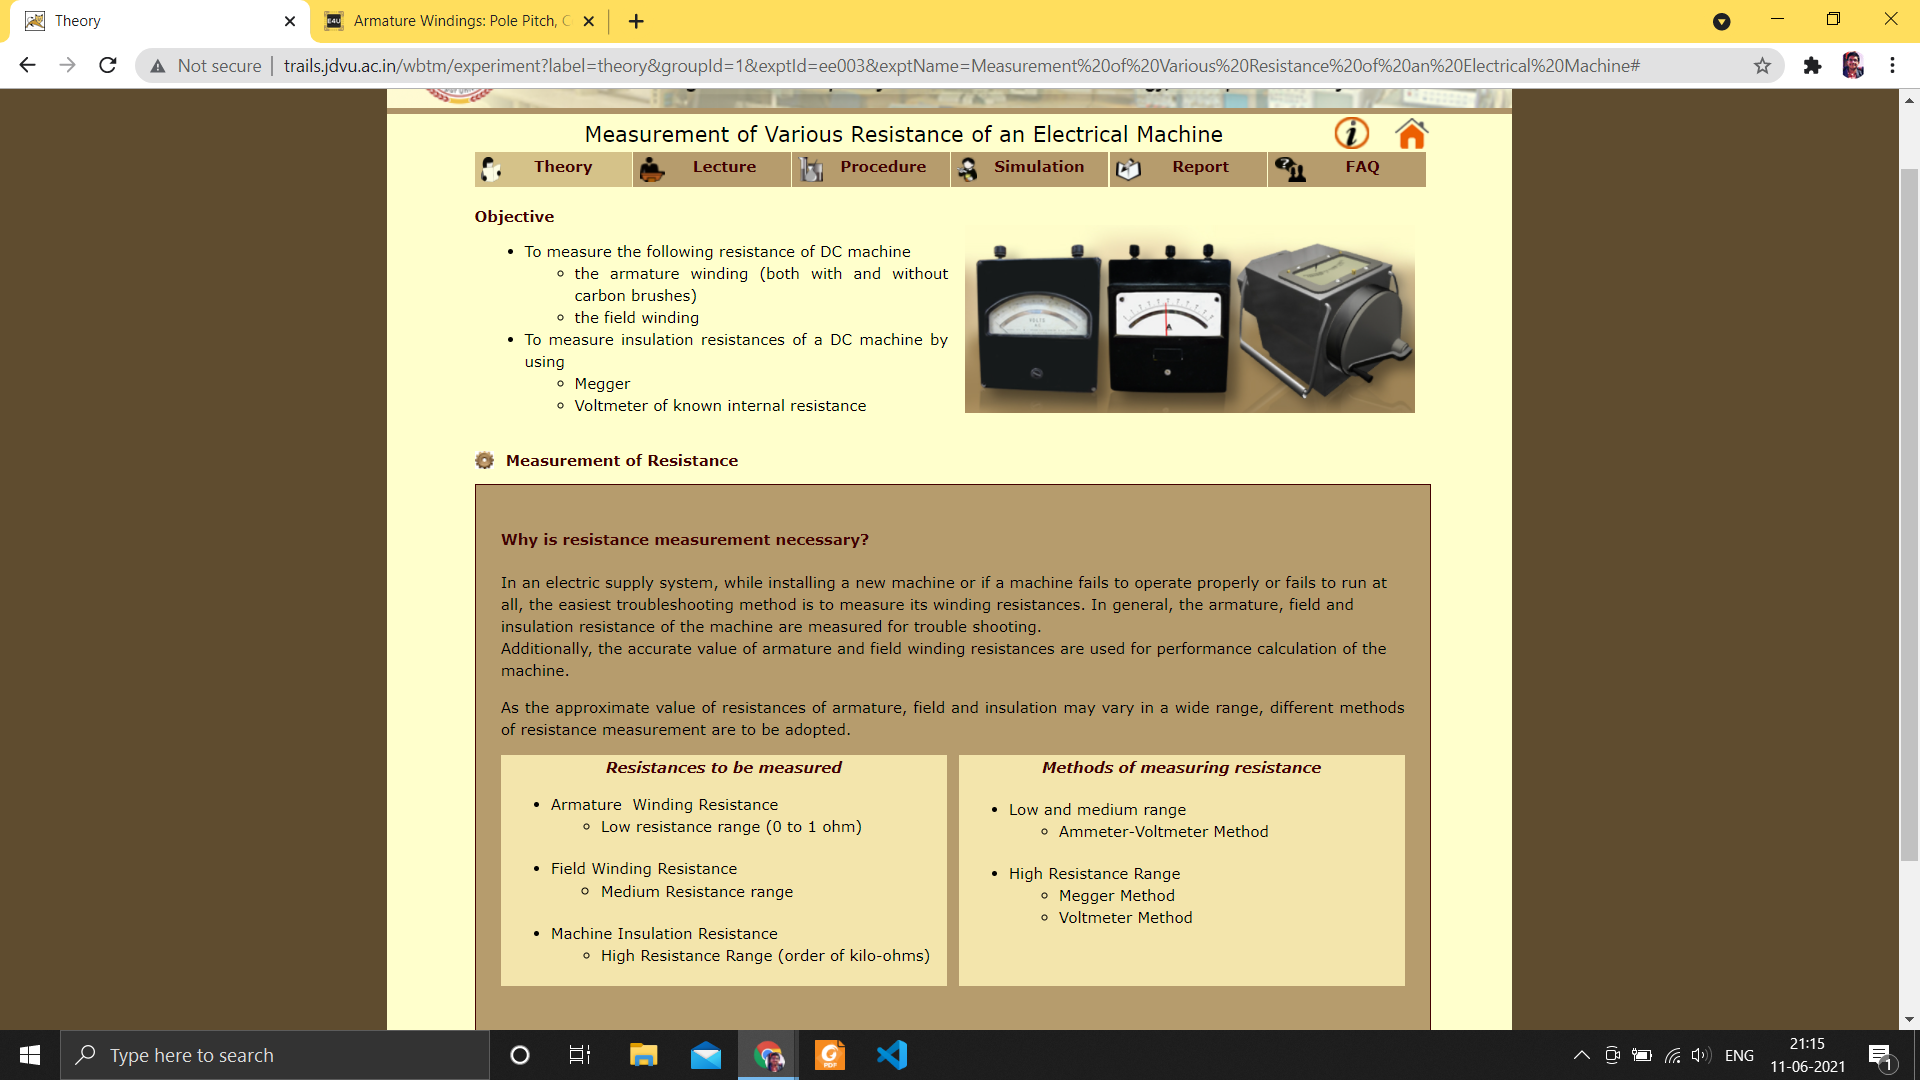 Theory
Armature Windings: Pole Pitch, C
Not secure
trails.jdvu.ac.in/wbtm/experiment?label=theory&groupId=1&exptId=ee003&exptName=Measurement%20of%20Various%20Resistance%20of%20an%20Electrical%20Machine#
Measurement of Various Resistance of an Electrical Machine
Theory Lecture Procedure Simulation Report FAQ
Objective
• To measure the following resistance of DC machine
◦ the armature winding (both with and without
carbon brushes)
◦ the field winding
• To measure insulation resistances of a DC machine by
using
◦ Megger
◦ Voltmeter of known internal resistance
VOLTS
A
Measurement of Resistance
Why is resistance measurement necessary?
In an electric supply system, while installing a new machine or if a machine fails to operate properly or fails to run at
all, the easiest troubleshooting method is to measure its winding resistances. In general, the armature, field and
insulation resistance of the machine are measured for trouble shooting.
Additionally, the accurate value of armature and field winding resistances are used for performance calculation of the
machine.
As the approximate value of resistances of armature, field and insulation may vary in a wide range, different methods
of resistance measurement are to be adopted.
Resistances to be measured
• Armature Winding Resistance
◦ Low resistance range (0 to 1 ohm)
• Field Winding Resistance
◦ Medium Resistance range
• Machine Insulation Resistance
◦ High Resistance Range (order of kilo-ohms)
Methods of measuring resistance
• Low and medium range
◦ Ammeter-Voltmeter Method
• High Resistance Range
◦ Megger Method
◦ Voltmeter Method
Type here to search
PDF
ENG
21:15
11-06-2021
1